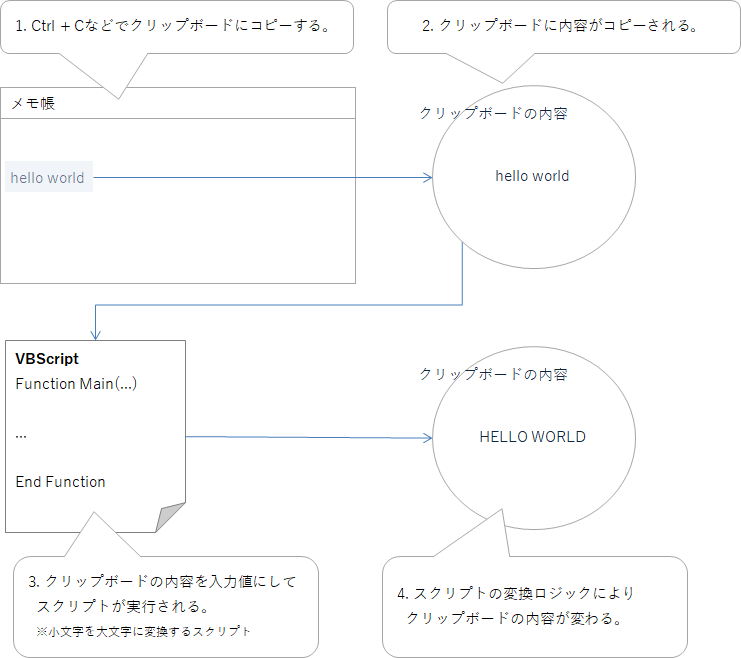 1. Ctrl + Cなどでクリップボードにコピーする。
2. クリップボードに内容がコピーされる。
メモ帳
クリップボードの内容
hello world
hello world
VBScript
Function Main(...)
...
End Function
クリップボードの内容
HELLO WORLD
3. クリップボードの内容を入力値にして
スクリプトが実行される。
※小文字を大文字に変換するスクリプト
4. スクリプトの変換ロジックにより
クリップボードの内容が変わる。